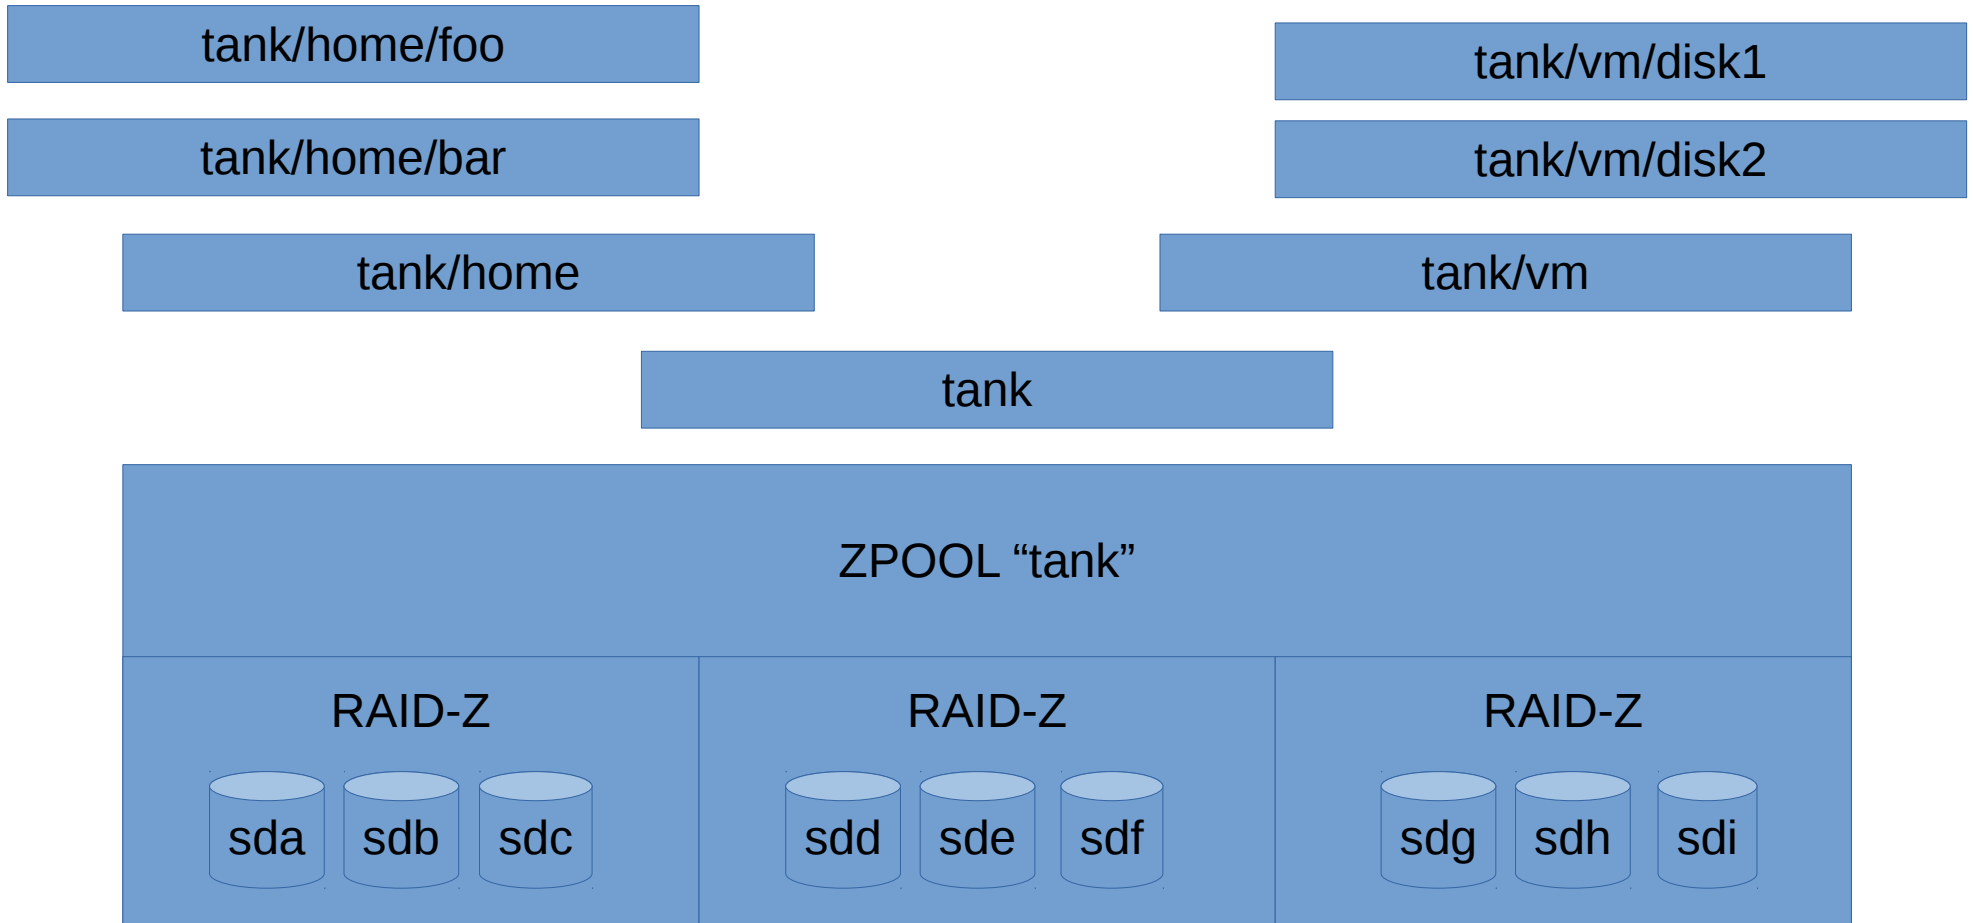 tank/home/foo
tank/vm/disk1
tank/home/bar
tank/vm/disk2
tank/home
tank/vm
tank
ZPOOL “tank”
RAID-Z
RAID-Z
RAID-Z
sda
sdb
sdc
sdd
sde
sdf
sdg
sdh
sdi